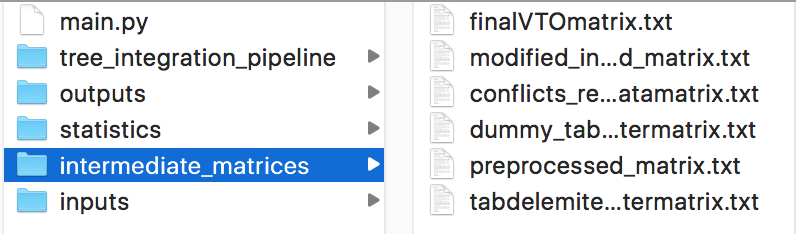 main.py
tree_integration_pipeline
outputs
statistics
intermediate_matrices
inputs
finalVTOmatrix.txt
modified_in...d_matrix.txt
conflicts_re...atamatrix.txt
dummy_tab...termatrix.txt
preprocessed_matrix.txt
tabdelemite...termatrix.txt